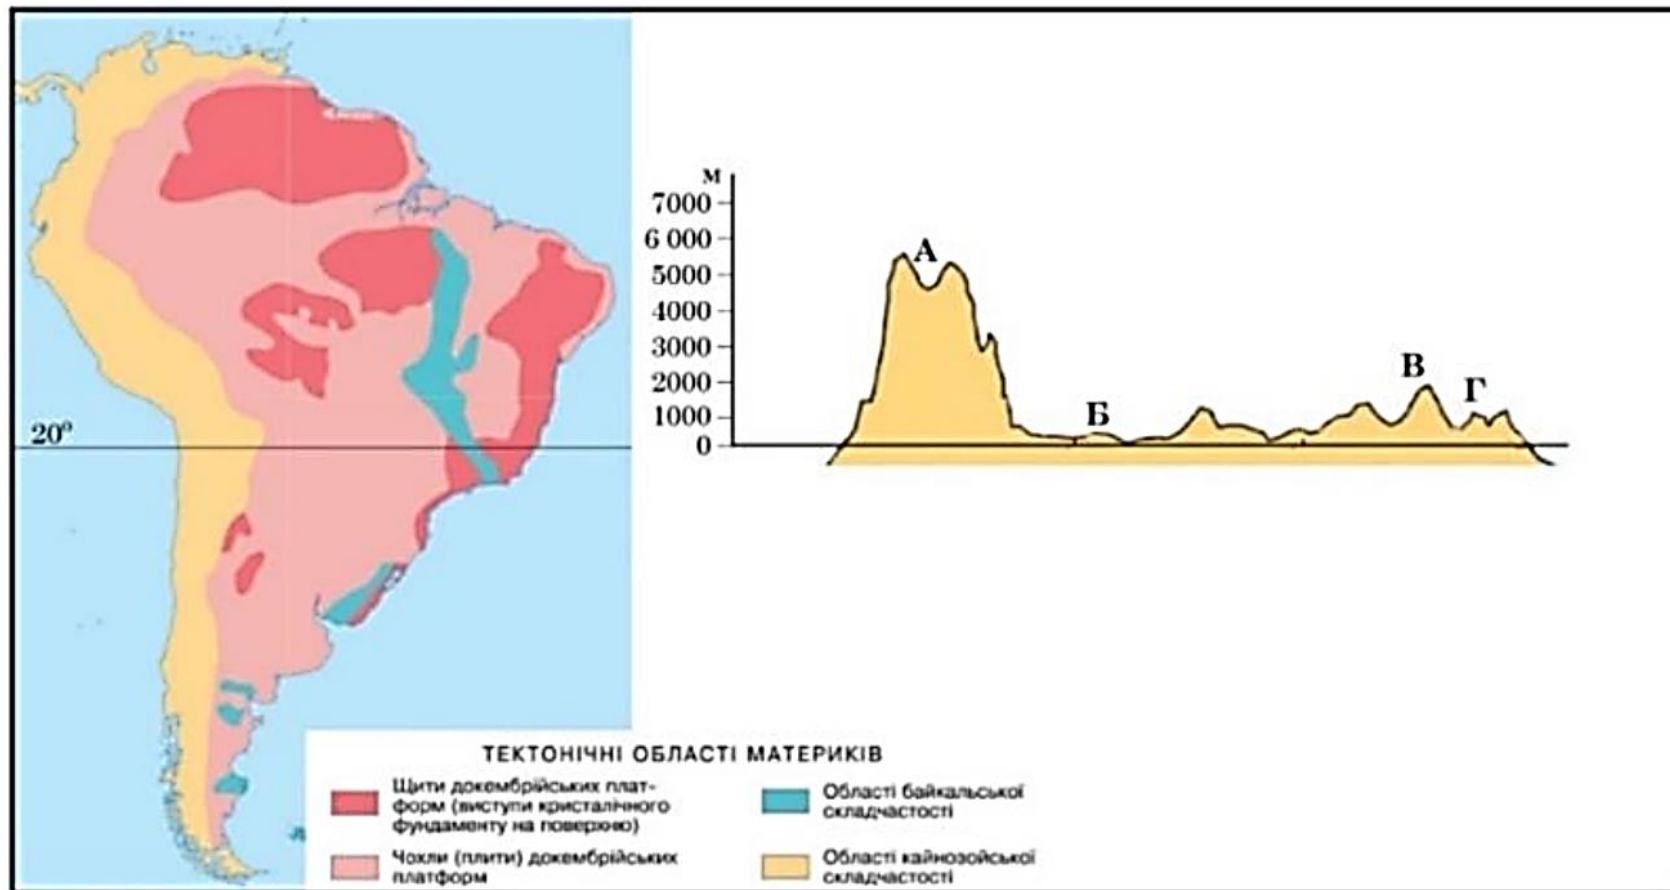 20°
м
7000
6 000
5000
4000
3000
2000
1000
0
А
Б
В
Г
ТЕКТОНІЧНІ ОБЛАСТІ МАТЕРИКІВ
Щити докембрійських плат-
форм (виступи кристалічного
фундаменту на поверхню)
Чохли (плити) докембрійських
платформ
Області байкальської
складчастості
Області кайнозойської
складчастості